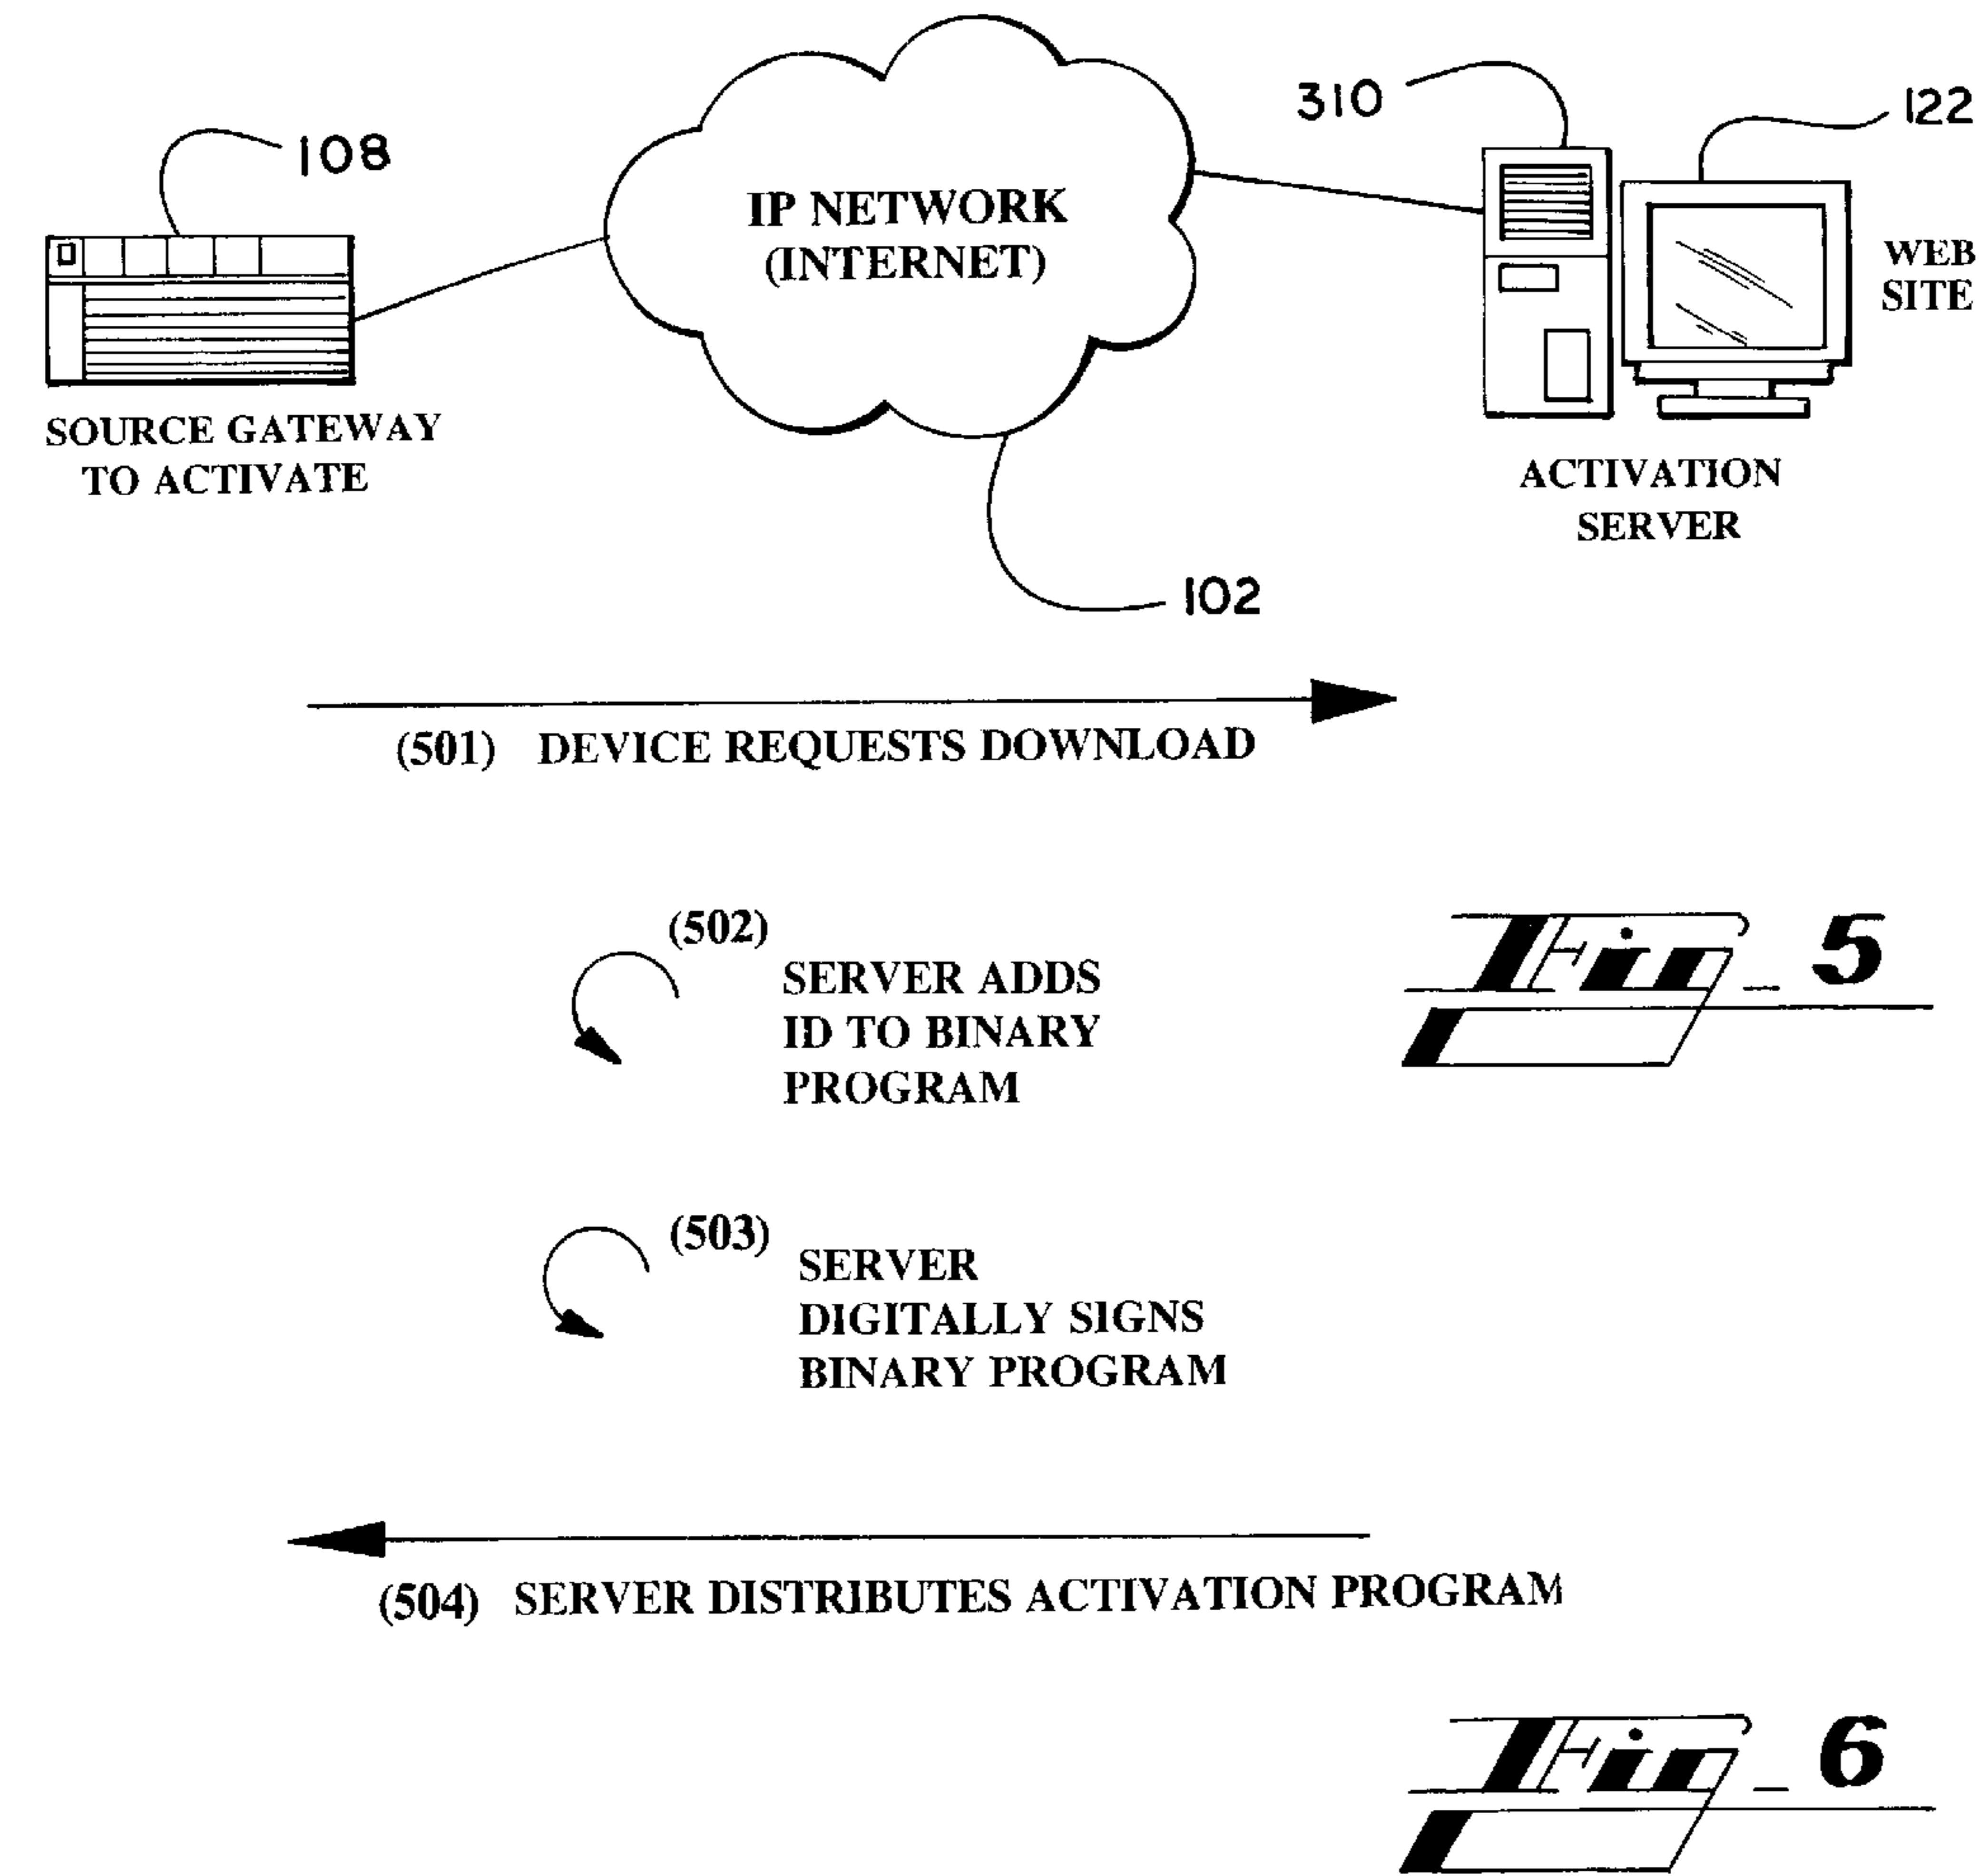 310
122
108
IP NETWORK
(INTERNET)
WEB
SITE
SOURCE GATEWAY
TO ACTIVATE
ACTIVATION
SERVER
102
(501) DEVICE REQUESTS DOWNLOAD
(502)
SERVER ADDS
ID TO BINARY
PROGRAM
Fig_5
(503)
SERVER
DIGITALLY SIGNS
BINARY PROGRAM
(504) SERVER DISTRIBUTES ACTIVATION PROGRAM
Fig_6